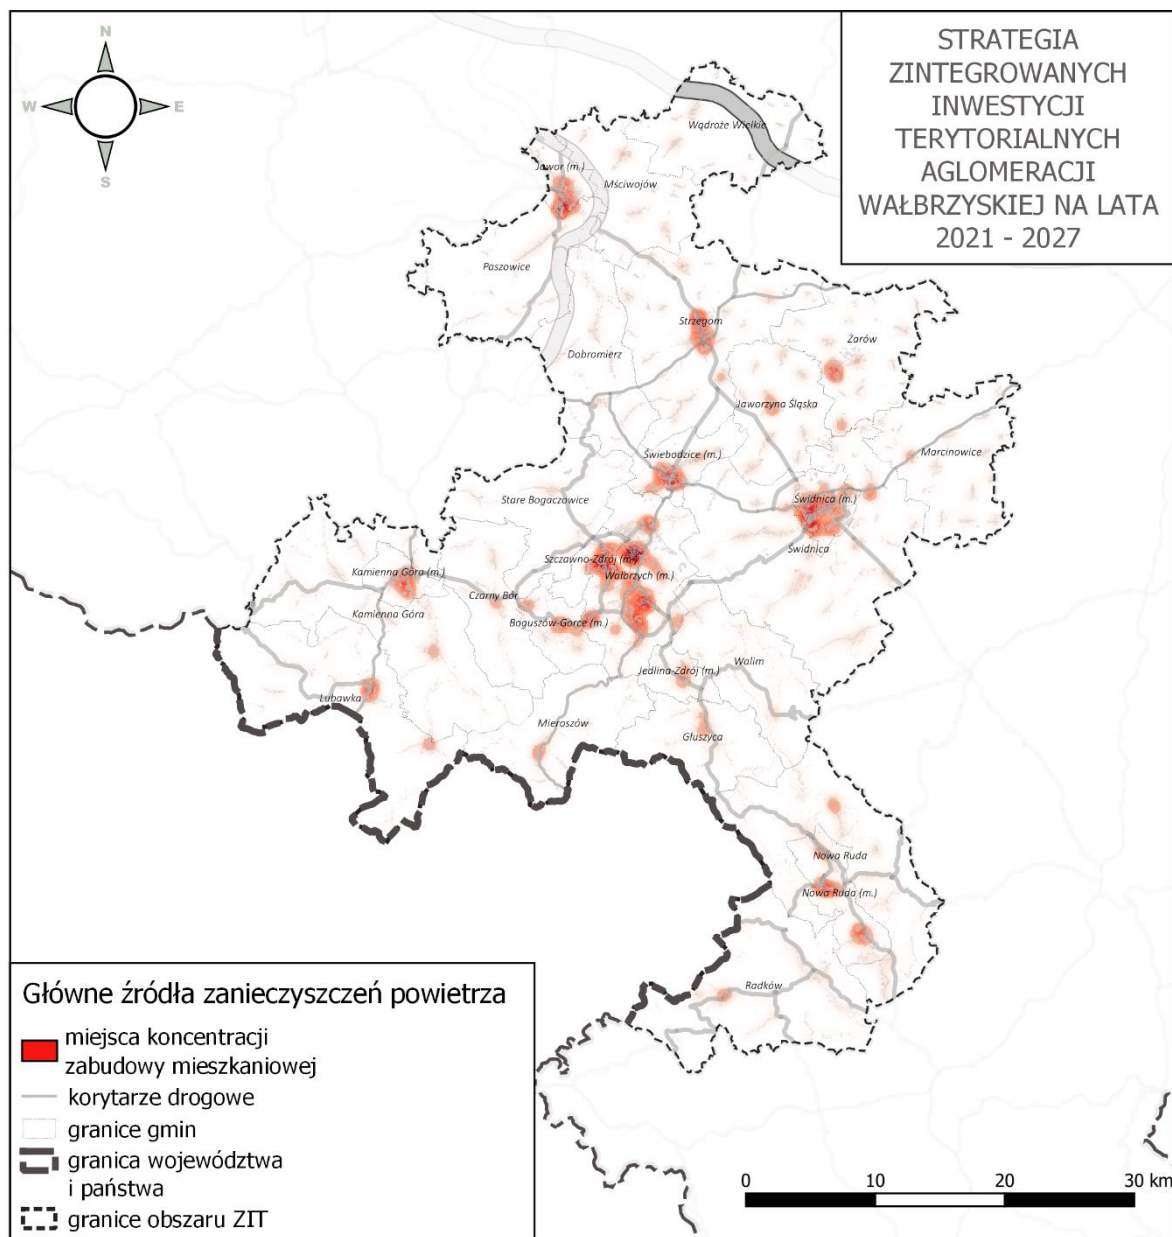 N
W
E
S
STRATEGIA
ZINTEGROWANYCH
INWESTYCJI
TERYTORIALNYCH
AGLOMERACJI
WAŁBRZYSKIEJ NA LATA
2021 - 2027
Wądroże Wielkie
Jawor (m.)
Mściwojów
Paszowice
Strzegom
Żarów
Dobromierz
Jaworzyna Śląska
Marcinowice
Świebodzice (m.)
Stare Bogaczowice
Świdnica (m.)
Świdnica
Szczawno-Zdrój (m.)
Wałbrzych (m.)
Kamienna Góra (m.)
Czarny Bór
Kamienna Góra
Boguszów-Gorce (m.)
Walim
Jedlina-Zdrój (m.)
Lubawka
Mieroszów
Głuszyca
Nowa Ruda
Nowa Ruda (m.)
Radków
Główne źródła zanieczyszczeń powietrza
miejsca koncentracji
zabudowy mieszkaniowej
korytarze drogowe
granice gmin
granica województwa
i państwa
granice obszaru ZIT
0 10 20 30 km